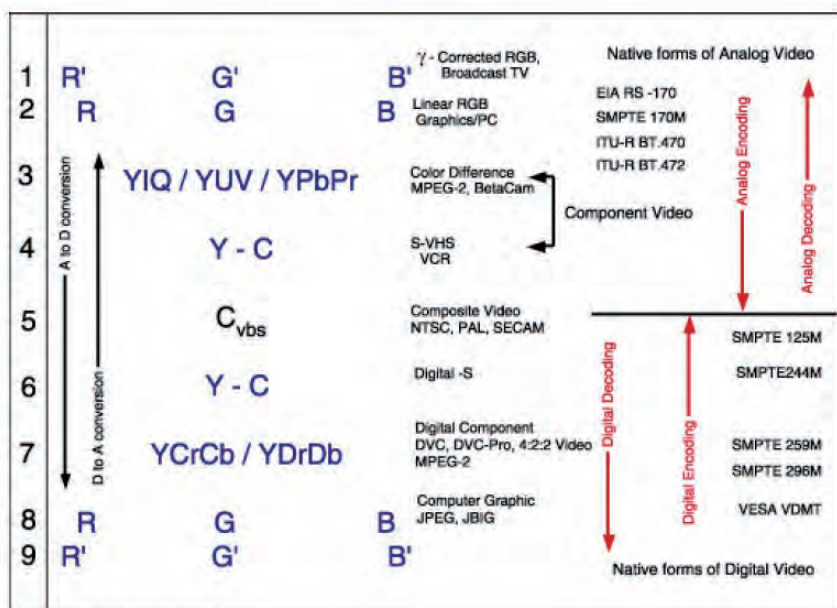 γ - Corrected RGB,
Broadcast TV
Native forms of Analog Video
1 R' G' B'
2 R G B
Linear RGB
Graphics/PC
EIA RS -170
SMPTE 170M
ITU-R BT.470
ITU-R BT.472
Analog Encoding
Analog Decoding
3 YIQ / YUV / YPbPr
Color Difference
MPEG-2, BetaCam
Component Video
A to D conversion
D to A conversion
4 Y - C
S-VHS
VCR
5 Cvbs
Composite Video
NTSC, PAL, SECAM
SMPTE 125M
6 Y - C
Digital -S
SMPTE244M
Digital Decoding
Digital Encoding
7 YCrCb / YDrDb
Digital Component
DVC, DVC-Pro, 4:2:2 Video
MPEG-2
SMPTE 259M
SMPTE 296M
8 R G B
Computer Graphic
JPEG, JBIG
VESA VDMT
9 R' G' B'
Native forms of Digital Video